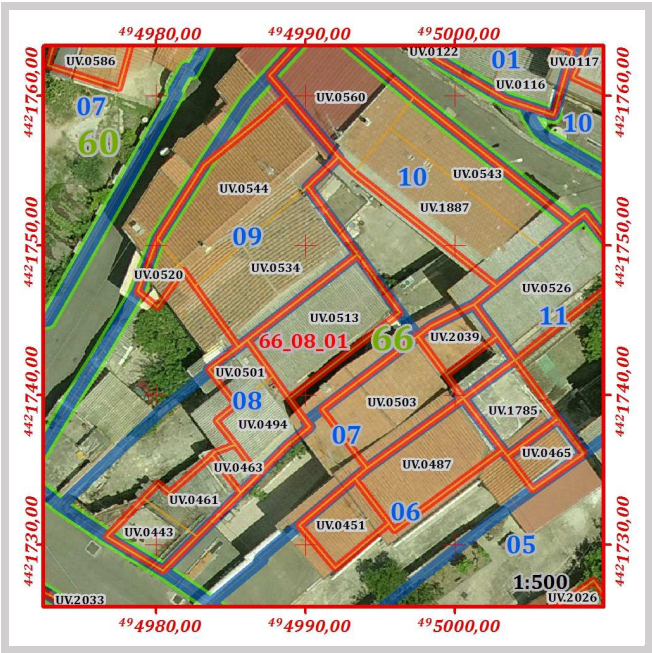 ⁴⁹4980,00
⁴⁹4990,00
⁴⁹5000,00
UV.0586
UV.0122
01
UV.0117
07
UV.0116
60
UV.0560
10
⁴⁴²1760,00
⁴⁴²1760,00
10
UV.0543
UV.0544
UV.1887
09
⁴⁴²1750,00
⁴⁴²1750,00
UV.0520
UV.0534
UV.0526
UV.0513
11
66_08_01
66
UV.2039
UV.0501
08
UV.0503
⁴⁴²1740,00
⁴⁴²1740,00
UV.1785
UV.0494
07
UV.0463
UV.0487
UV.0465
UV.0461
06
UV.0443
UV.0451
05
⁴⁴²1730,00
⁴⁴²1730,00
1:500
UV.2033
UV.2026
⁴⁹4980,00
⁴⁹4990,00
⁴⁹5000,00